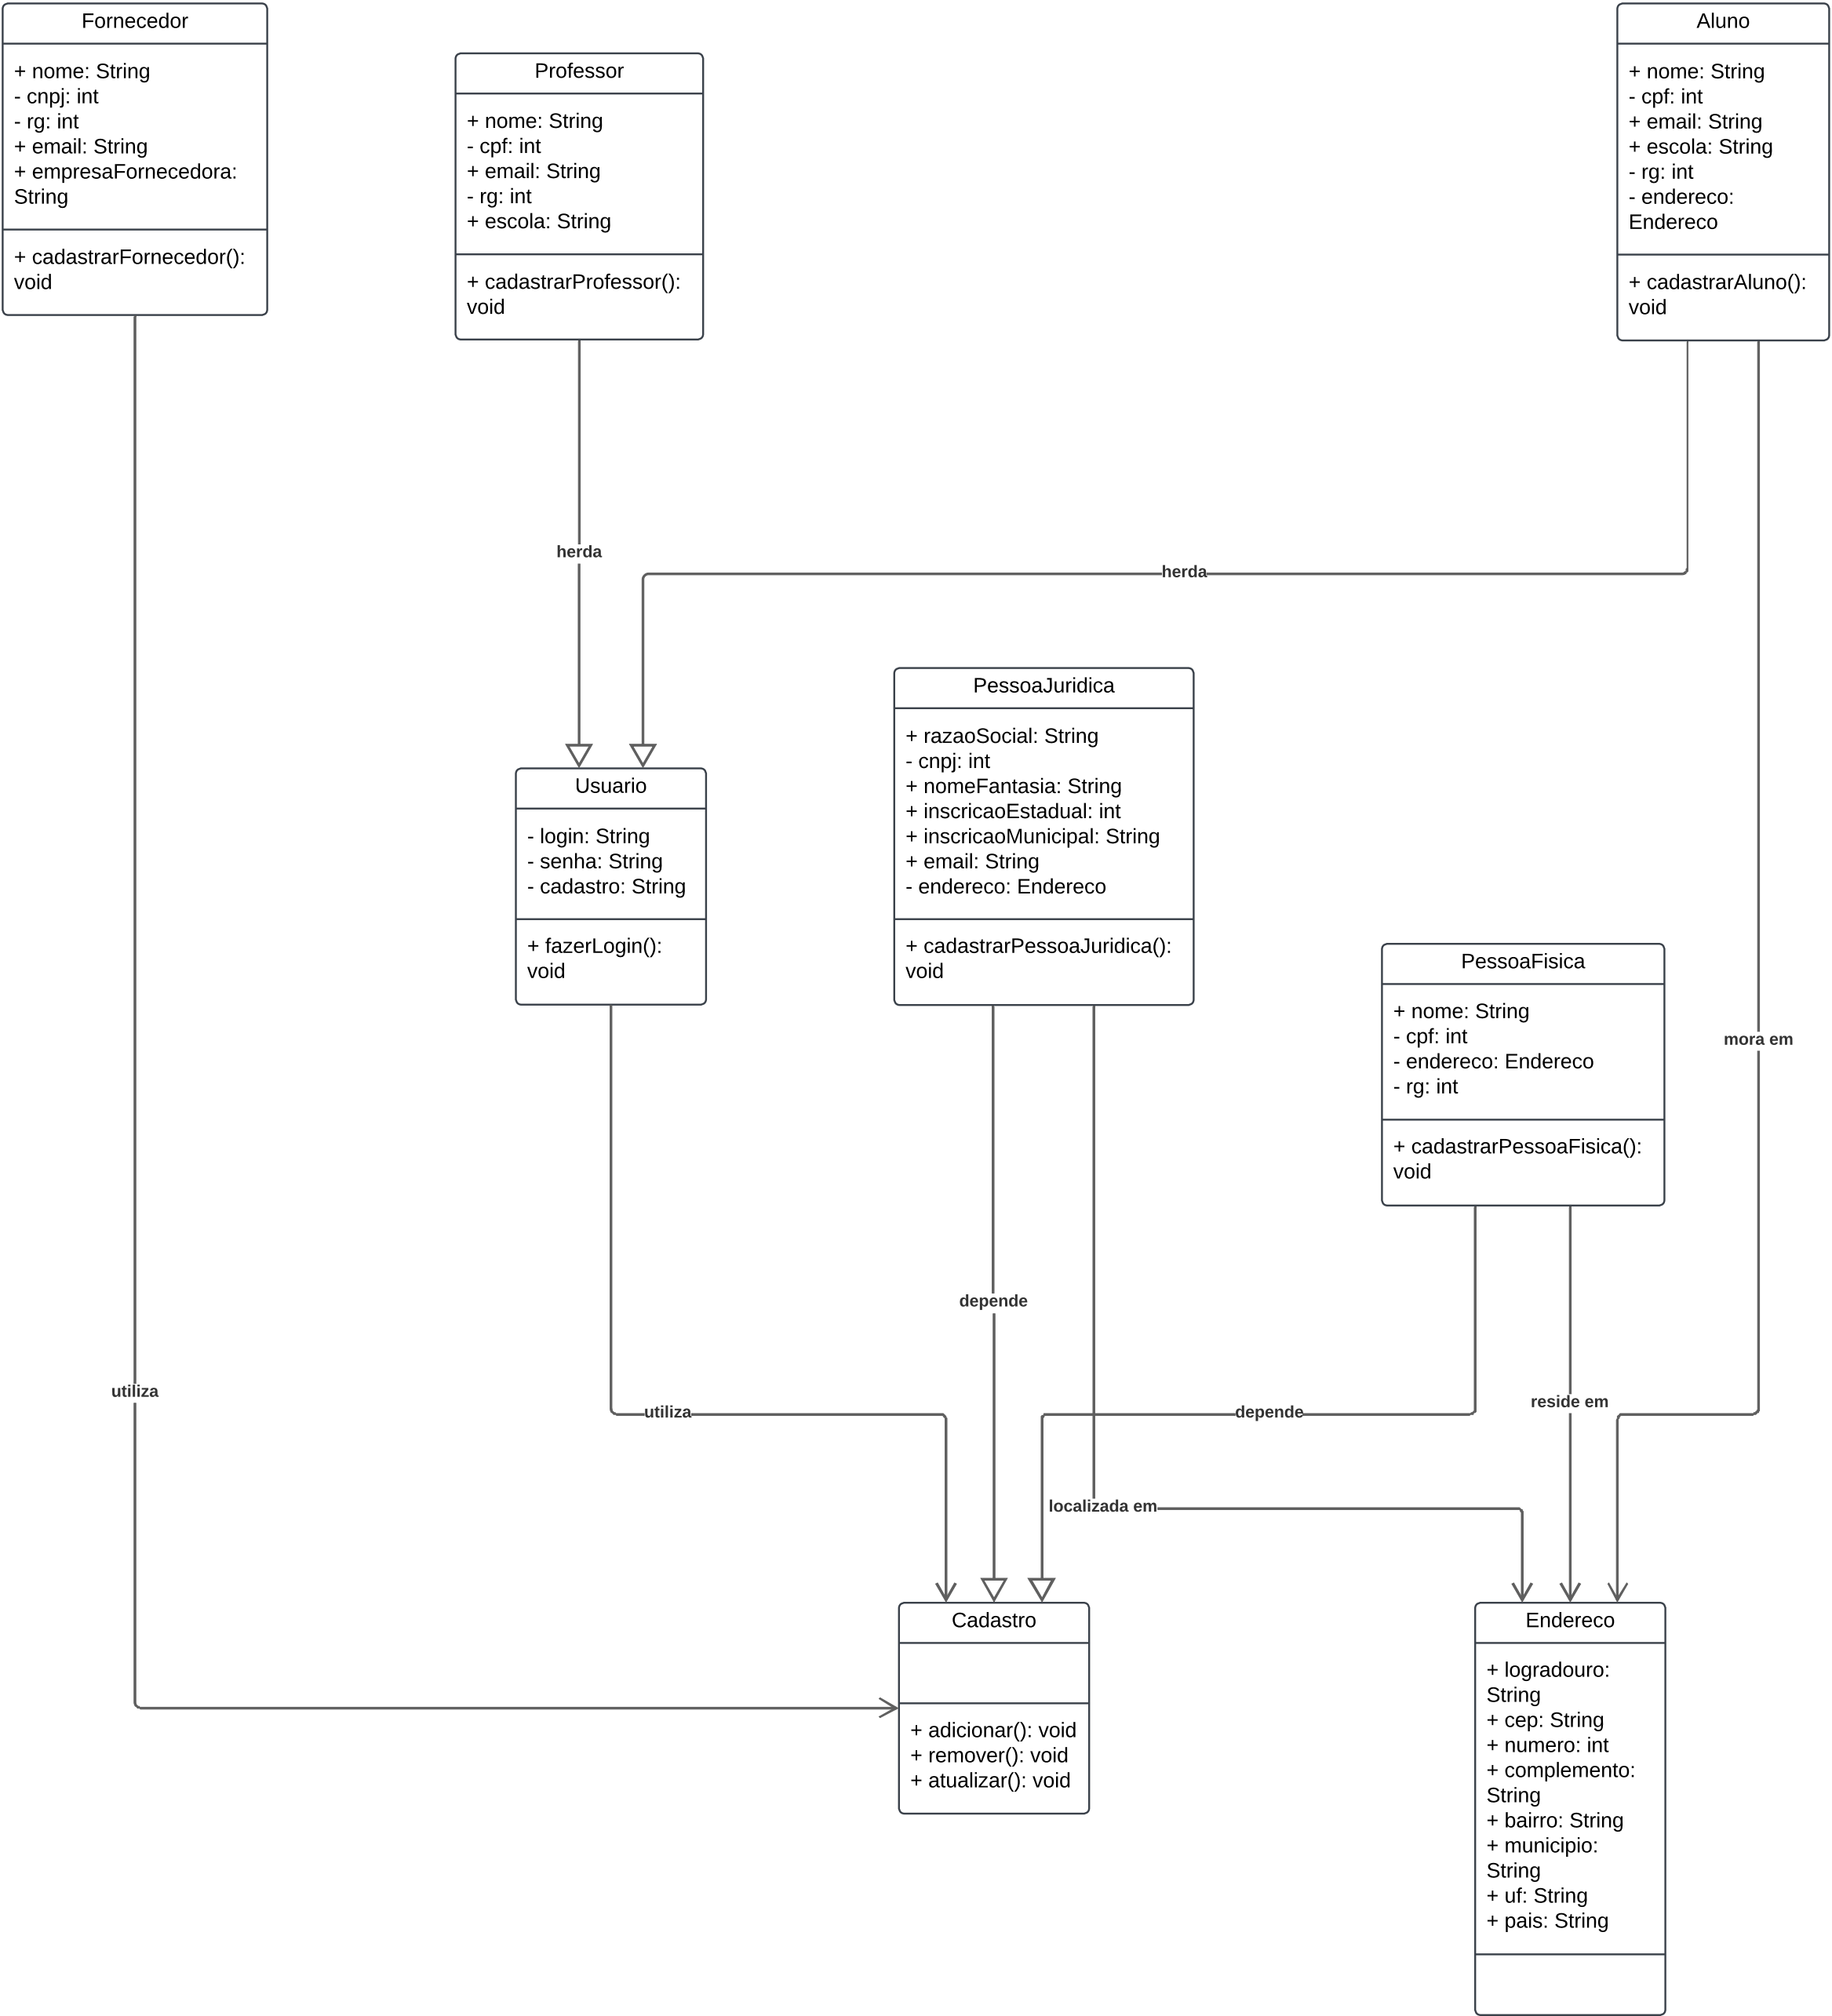 Fornecedor
+ nome: String
- cnpj: int
- rg: int
+ email: String
+ empresaFornecedora:
String
+ cadastrarFornecedor():
void
Professor
+ nome: String
- cpf: int
+ email: String
- rg: int
+ escola: String
+ cadastrarProfessor():
void
Aluno
+ nome: String
- cpf: int
+ email: String
+ escola: String
- rg: int
- endereco:
Endereco
+ cadastrarAluno():
void
herda
herda
PessoaJuridica
+ razaoSocial: String
- cnpj: int
+ nomeFantasia: String
+ inscricaoEstadual: int
+ inscricaoMunicipal: String
+ email: String
- endereco: Endereco
+ cadastrarPessoaJuridica():
void
Usuario
- login: String
- senha: String
- cadastro: String
+ fazerLogin():
void
PessoaFisica
+ nome: String
- cpf: int
- endereco: Endereco
- rg: int
+ cadastrarPessoaFisica():
void
mora em
depende
utiliza
utiliza
depende
reside em
localizada em
Cadastro
+ adicionar(): void
+ remover(): void
+ atualizar(): void
Endereco
+ logradouro:
String
+ cep: String
+ numero: int
+ complemento:
String
+ bairro: String
+ municipio:
String
+ uf: String
+ pais: String